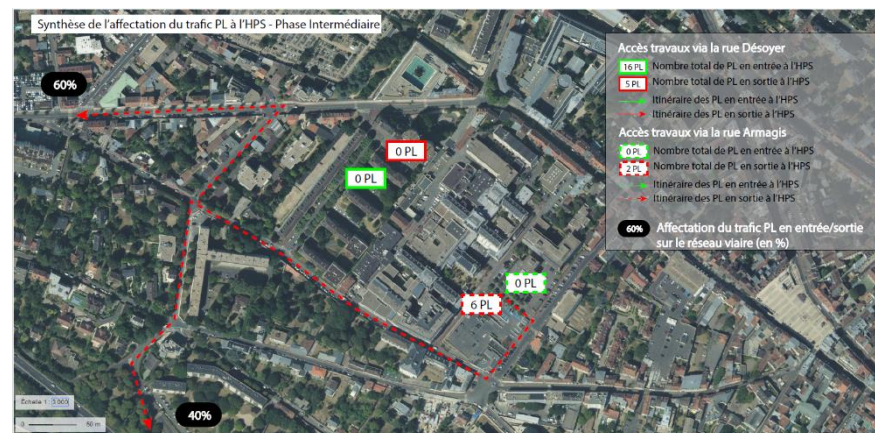 Synthèse de l'affectation du trafic PL à l'HPS - Phase Intermédiaire
60%
0 PL
0 PL
0 PL
6 PL
40%
Accès travaux via la rue Désoyer
16 PL Nombre total de PL en entrée à l'HPS
5 PL Nombre total de PL en sortie à l'HPS
Itinéraire des PL en entrée à l'HPS
Itinéraire des PL en sortie à l'HPS
Accès travaux via la rue Armagis
0 PL Nombre total de PL en entrée à l'HPS
2 PL Nombre total de PL en sortie à l'HPS
Itinéraire des PL en entrée à l'HPS
Itinéraire des PL en sortie à l'HPS
60% Affectation du trafic PL en entrée/sortie
sur le réseau viaire (en %)
Echelle 1
0 50 m